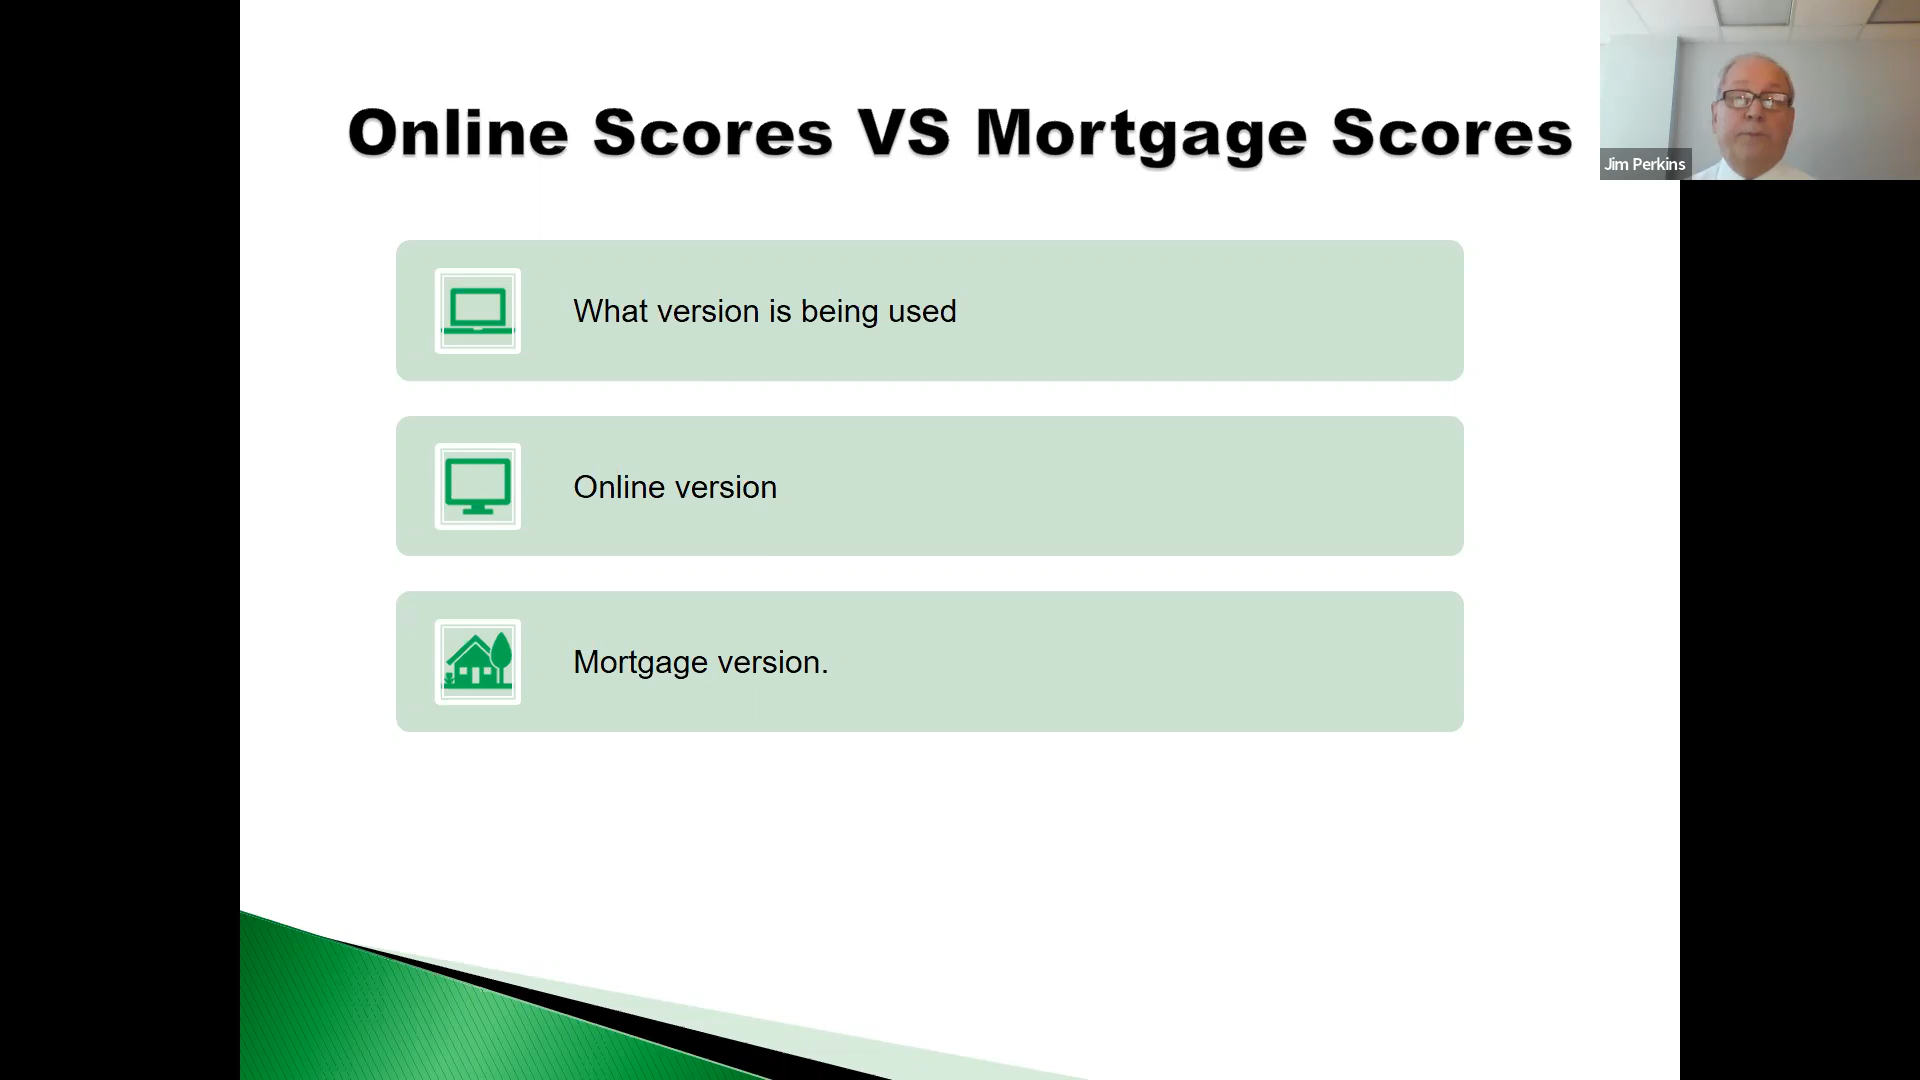 Online Scores VS Mortgage Scores
Jim Perkins
What version is being used
Online version
Mortgage version.